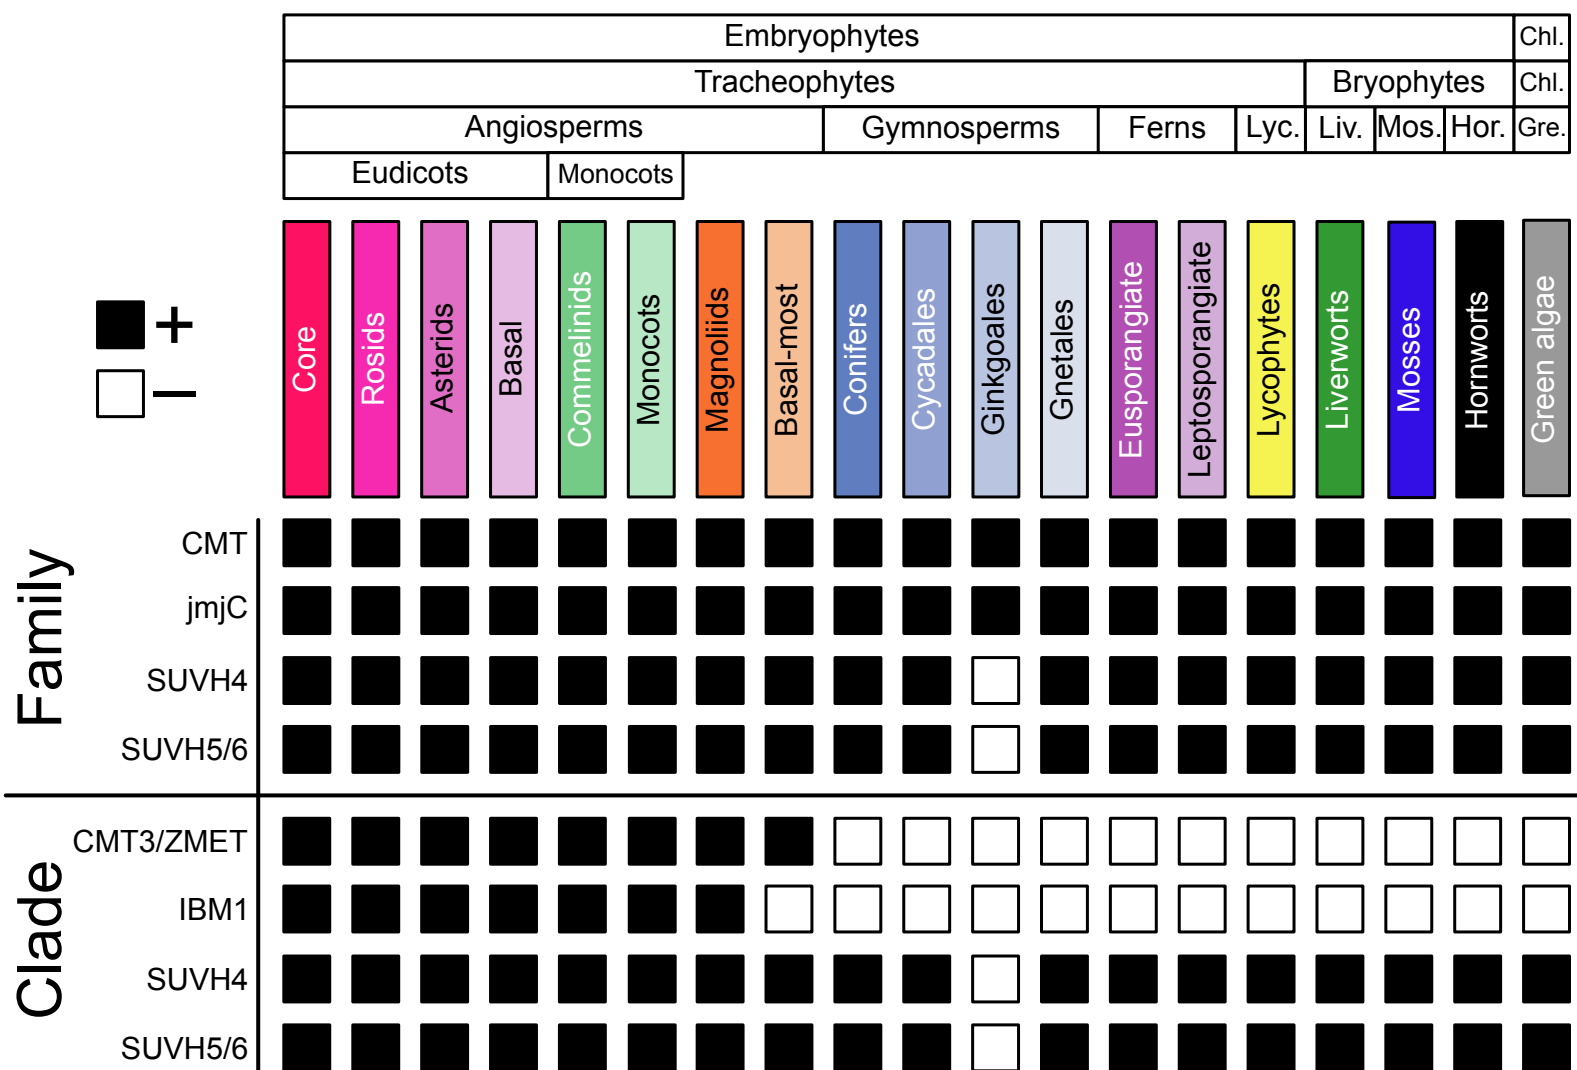 Embryophytes Chl.
Tracheophytes Bryophytes Chl.
Angiosperms Gymnosperms Ferns Lyc. Liv. Mos. Hor. Gre.
Eudicots Monocots
Core
Rosids
Asterids
Basal
Commelinids
Monocots
Magnoliids
Basal-most
Conifers
Cycadales
Ginkgoales
Gnetales
Eusporangiate
Leptosporangiate
Lycophytes
Liverworts
Mosses
Hornworts
Green algae
+
−
Family
CMT
jmjC
SUVH4
SUVH5/6
Clade
CMT3/ZMET
IBM1
SUVH4
SUVH5/6